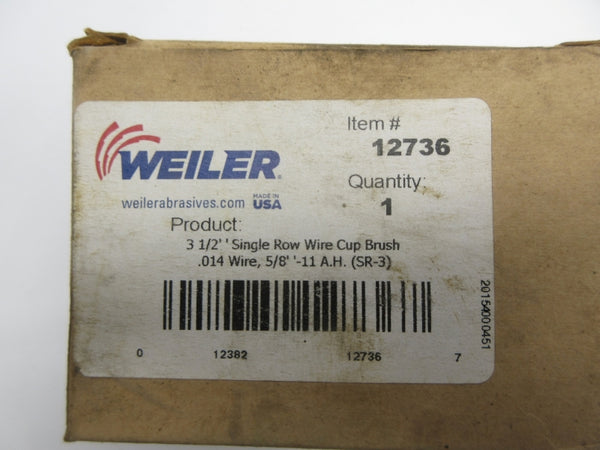 WEILER®
weilerabrasives.com
MADE IN
USA
Item #
12736
Quantity:
1
Product:
3 1/2' ' Single Row Wire Cup Brush
.014 Wire, 5/8' '-11 A.H. (SR-3)
0 12382 12736 7